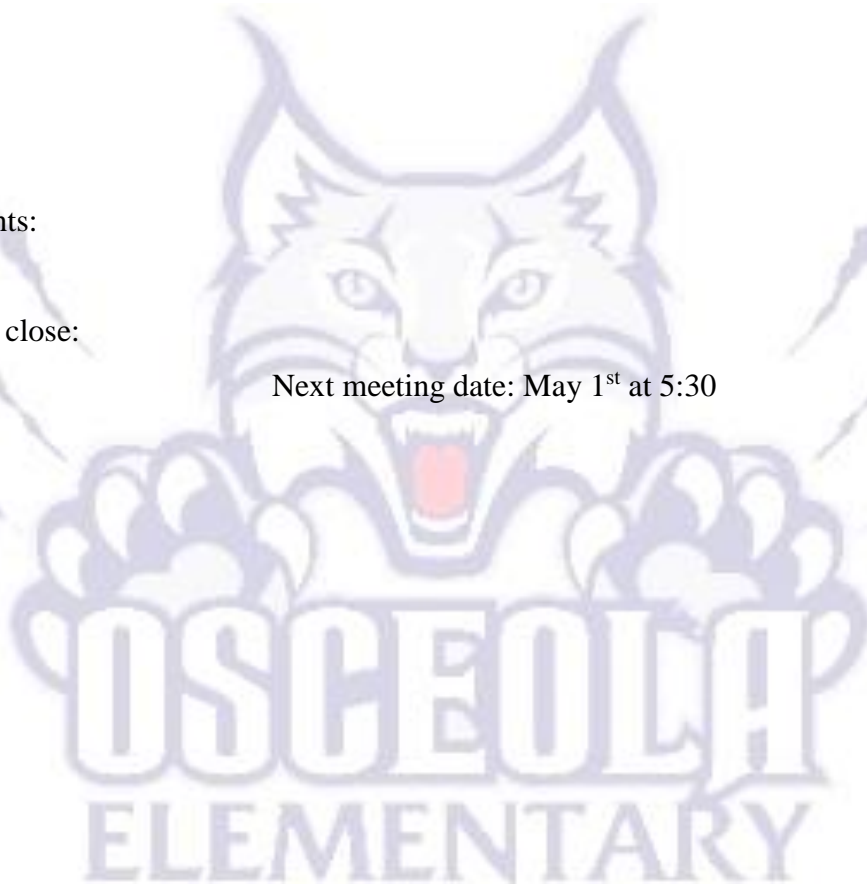 nts:
close:
Next meeting date: May 1st at 5:30
OSCEOLA
ELEMENTARY